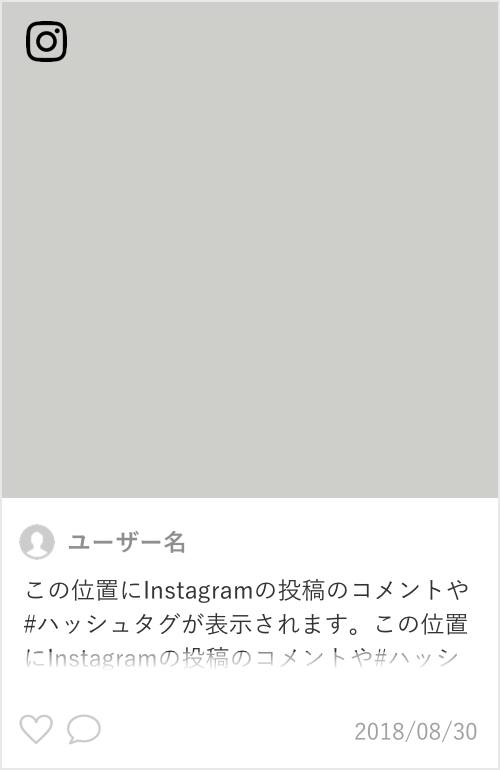 ユーザー名
この位置にInstagramの投稿のコメントや
#ハッシュタグが表示されます。この位置
にInstagramの投稿のコメントや#ハッシ
2018/08/30